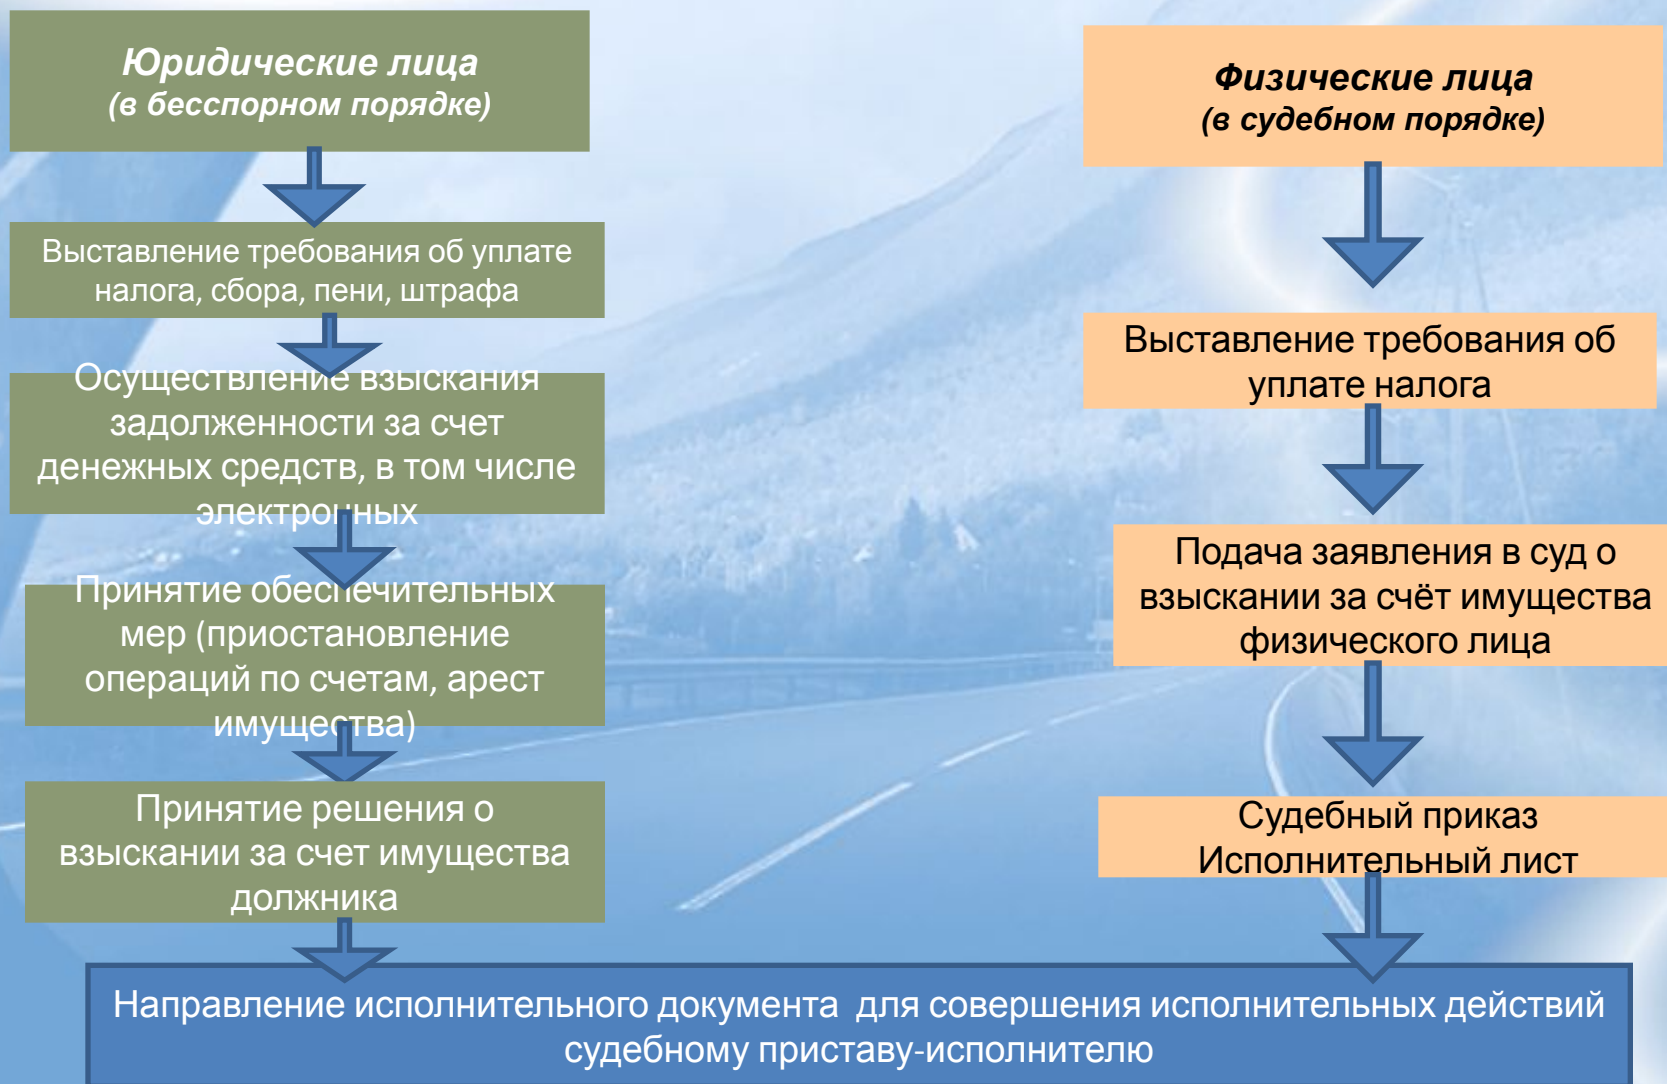 Юридические лица
(в бесспорном порядке)
Выставление требования об уплате
налога, сбора, пени, штрафа
Осуществление взыскания
задолженности за счет
денежных средств, в том числе
электронных
Принятие обеспечительных
мер (приостановление
операций по счетам, арест
имущества)
Принятие решения о
взыскании за счет имущества
должника
Физические лица
(в судебном порядке)
Выставление требования об
уплате налога
Подача заявления в суд о
взыскании за счёт имущества
физического лица
Судебный приказ
Исполнительный лист
Направление исполнительного документа для совершения исполнительных действий
судебному приставу-исполнителю